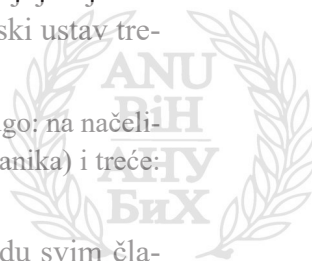 ski ustav tre-
ANU
BiH
АНУ
БиХ
go: na načeli-
anika) i treće:
du svim čla-